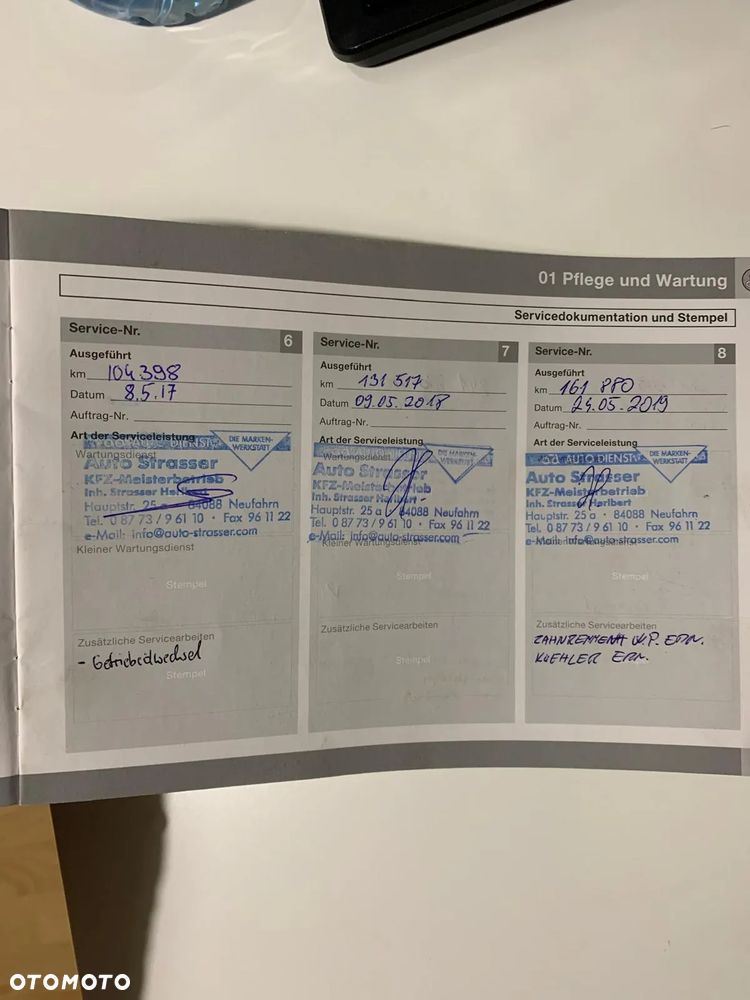 01 Pflege und Wartung
Servicedokumentation und Stempel
Service-Nr. 6
Ausgeführt
km 104398
Datum 8.5.17
Auftrag-Nr.
Art der Serviceleistung
AUTO DIENST
DIE MARKEN-
WERKSTATT
Wartungsdienst
Auto Strasser
KFZ-Meisterbetrieb
Inh. Strasser Heribert
Hauptstr. 25 a · 84088 Neufahrn
Tel. 0 87 73 / 9 61 10 · Fax 96 11 22
e-Mail: info@auto-strasser.com
Kleiner Wartungsdienst
Stempel
Zusätzliche Servicearbeiten
- Getriebeölwechsel
Stempel
Service-Nr. 7
Ausgeführt
km 131 517
Datum 09.05.2018
Auftrag-Nr.
Art der Serviceleistung
DIE MARKEN-
WERKSTATT
Wartungsdienst
Auto Strasser
KFZ-Meisterbetrieb
Inh. Strasser Heribert
Hauptstr. 25 a · 84088 Neufahrn
Tel. 0 87 73 / 9 61 10 · Fax 96 11 22
e-Mail: info@auto-strasser.com
Kleiner Wartungsdienst
Stempel
Zusätzliche Servicearbeiten
Stempel
Service-Nr. 8
Ausgeführt
km 161 880
Datum 24.05.2019
Auftrag-Nr.
Art der Serviceleistung
AUTO DIENST
DIE MARKEN-
WERKSTATT
Auto Strasser
KFZ-Meisterbetrieb
Inh. Strasser Heribert
Hauptstr. 25 a · 84088 Neufahrn
Tel. 0 87 73 / 9 61 10 · Fax 96 11 22
e-Mail: info@auto-strasser.com
Stempel
Zusätzliche Servicearbeiten
ZAHNRIEMEN W.P. ERN.
KUEHLER ERN.
OTOMOTO